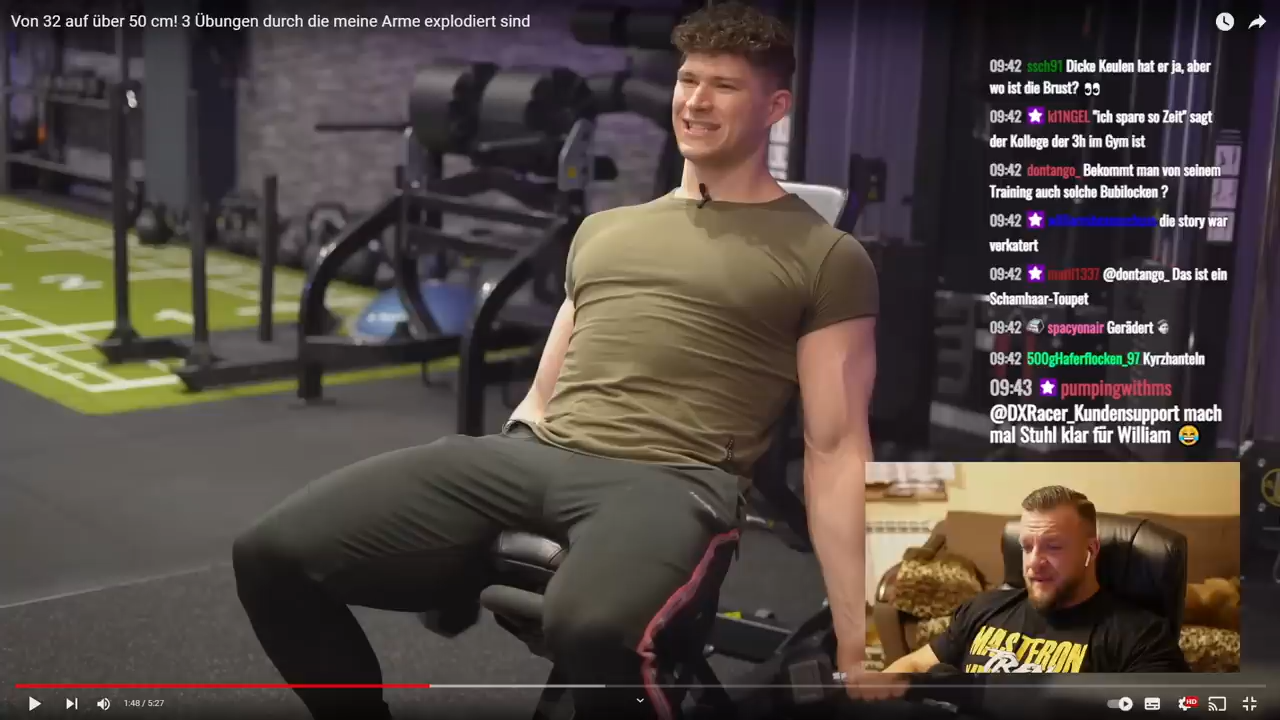 Von 32 auf über 50 cm! 3 Übungen durch die meine Arme explodiert sind
09:42 ssch91 Dicke Keulen hat er ja, aber
wo ist die Brust? 👀
09:42 kl1NGEL "ich spare so Zeit" sagt
der Kollege der 3h im Gym ist
09:42 dontango_ Bekommt man von seinem
Training auch solche Bubilocken ?
09:42 die story war
verkatert
09:42 @dontango_ Das ist ein
Schamhaar-Toupet
09:42 spacyonair Gerädert
09:42 500gHaferflocken_97 Kyrzhanteln
09:43 pumpingwithms
@DXRacer_Kundensupport mach
mal Stuhl klar für William 😂
MASTERON
1:48 / 5:27
HD